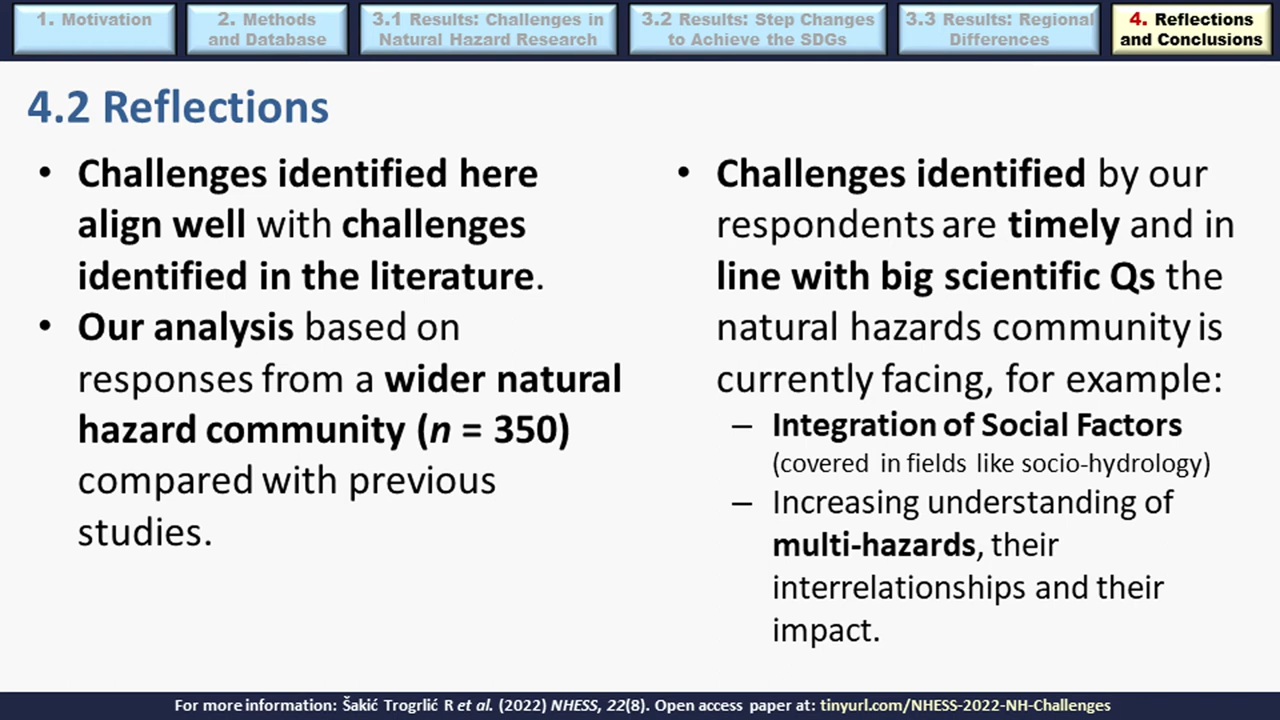 1. Motivation
2. Methods
and Database
3.1 Results: Challenges in
Natural Hazard Research
3.2 Results: Step Changes
to Achieve the SDGs
3.3 Results: Regional
Differences
4. Reflections
and Conclusions
4.2 Reflections
• Challenges identified here
align well with challenges
identified in the literature.
• Our analysis based on
responses from a wider natural
hazard community (n = 350)
compared with previous
studies.
• Challenges identified by our
respondents are timely and in
line with big scientific Qs the
natural hazards community is
currently facing, for example:
– Integration of Social Factors
(covered in fields like socio-hydrology)
– Increasing understanding of
multi-hazards, their
interrelationships and their
impact.
For more information: Šakić Trogrlić R et al. (2022) NHESS, 22(8). Open access paper at: tinyurl.com/NHESS-2022-NH-Challenges